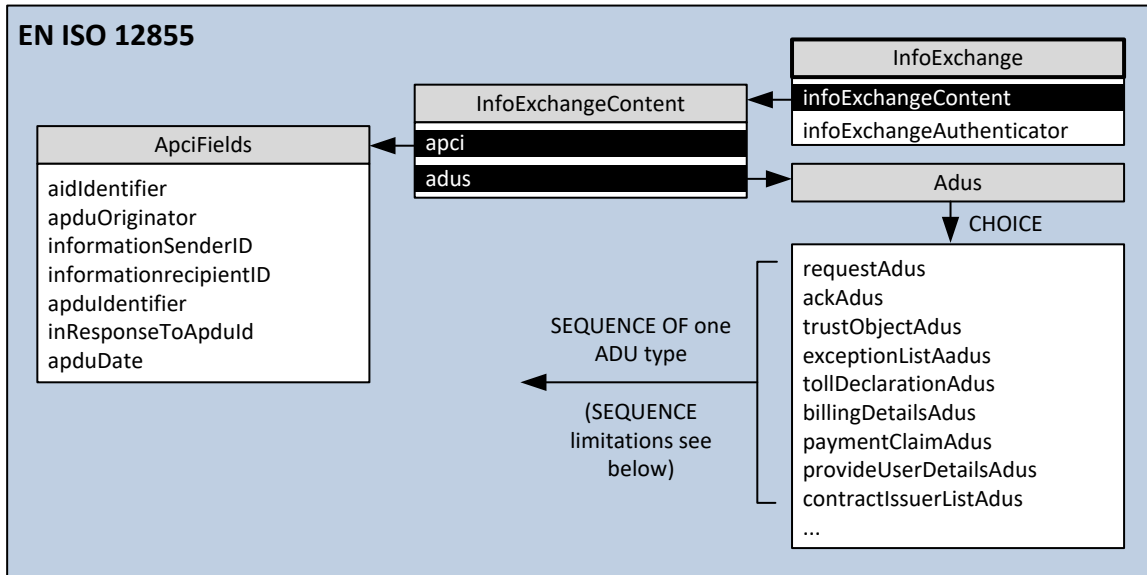 EN ISO 12855
InfoExchange
infoExchangeContent
infoExchangeAuthenticator
InfoExchangeContent
apci
adus
ApciFields
aidIdentifier
apduOriginator
informationSenderID
informationrecipientID
apduIdentifier
inResponseToApduId
apduDate
Adus
CHOICE
requestAdus
ackAdus
trustObjectAdus
exceptionListAadus
tollDeclarationAdus
billingDetailsAdus
paymentClaimAdus
provideUserDetailsAdus
contractIssuerListAdus
...
SEQUENCE OF one
ADU type
(SEQUENCE
limitations see
below)